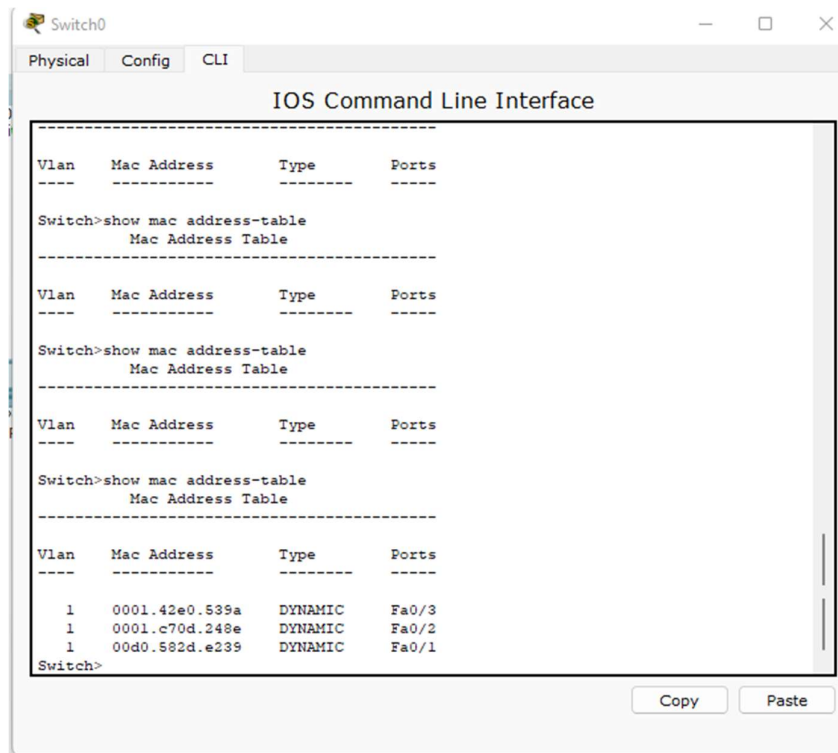 Switch0
Physical Config CLI
IOS Command Line Interface
-------------------------------------------
Vlan    Mac Address       Type        Ports
----    -----------       --------    -----
Switch>show mac address-table
          Mac Address Table
-------------------------------------------
Vlan    Mac Address       Type        Ports
----    -----------       --------    -----
Switch>show mac address-table
          Mac Address Table
-------------------------------------------
Vlan    Mac Address       Type        Ports
----    -----------       --------    -----
Switch>show mac address-table
          Mac Address Table
-------------------------------------------
Vlan    Mac Address       Type        Ports
----    -----------       --------    -----
   1    0001.42e0.539a    DYNAMIC     Fa0/3
   1    0001.c70d.248e    DYNAMIC     Fa0/2
   1    00d0.582d.e239    DYNAMIC     Fa0/1
Switch>
Copy Paste